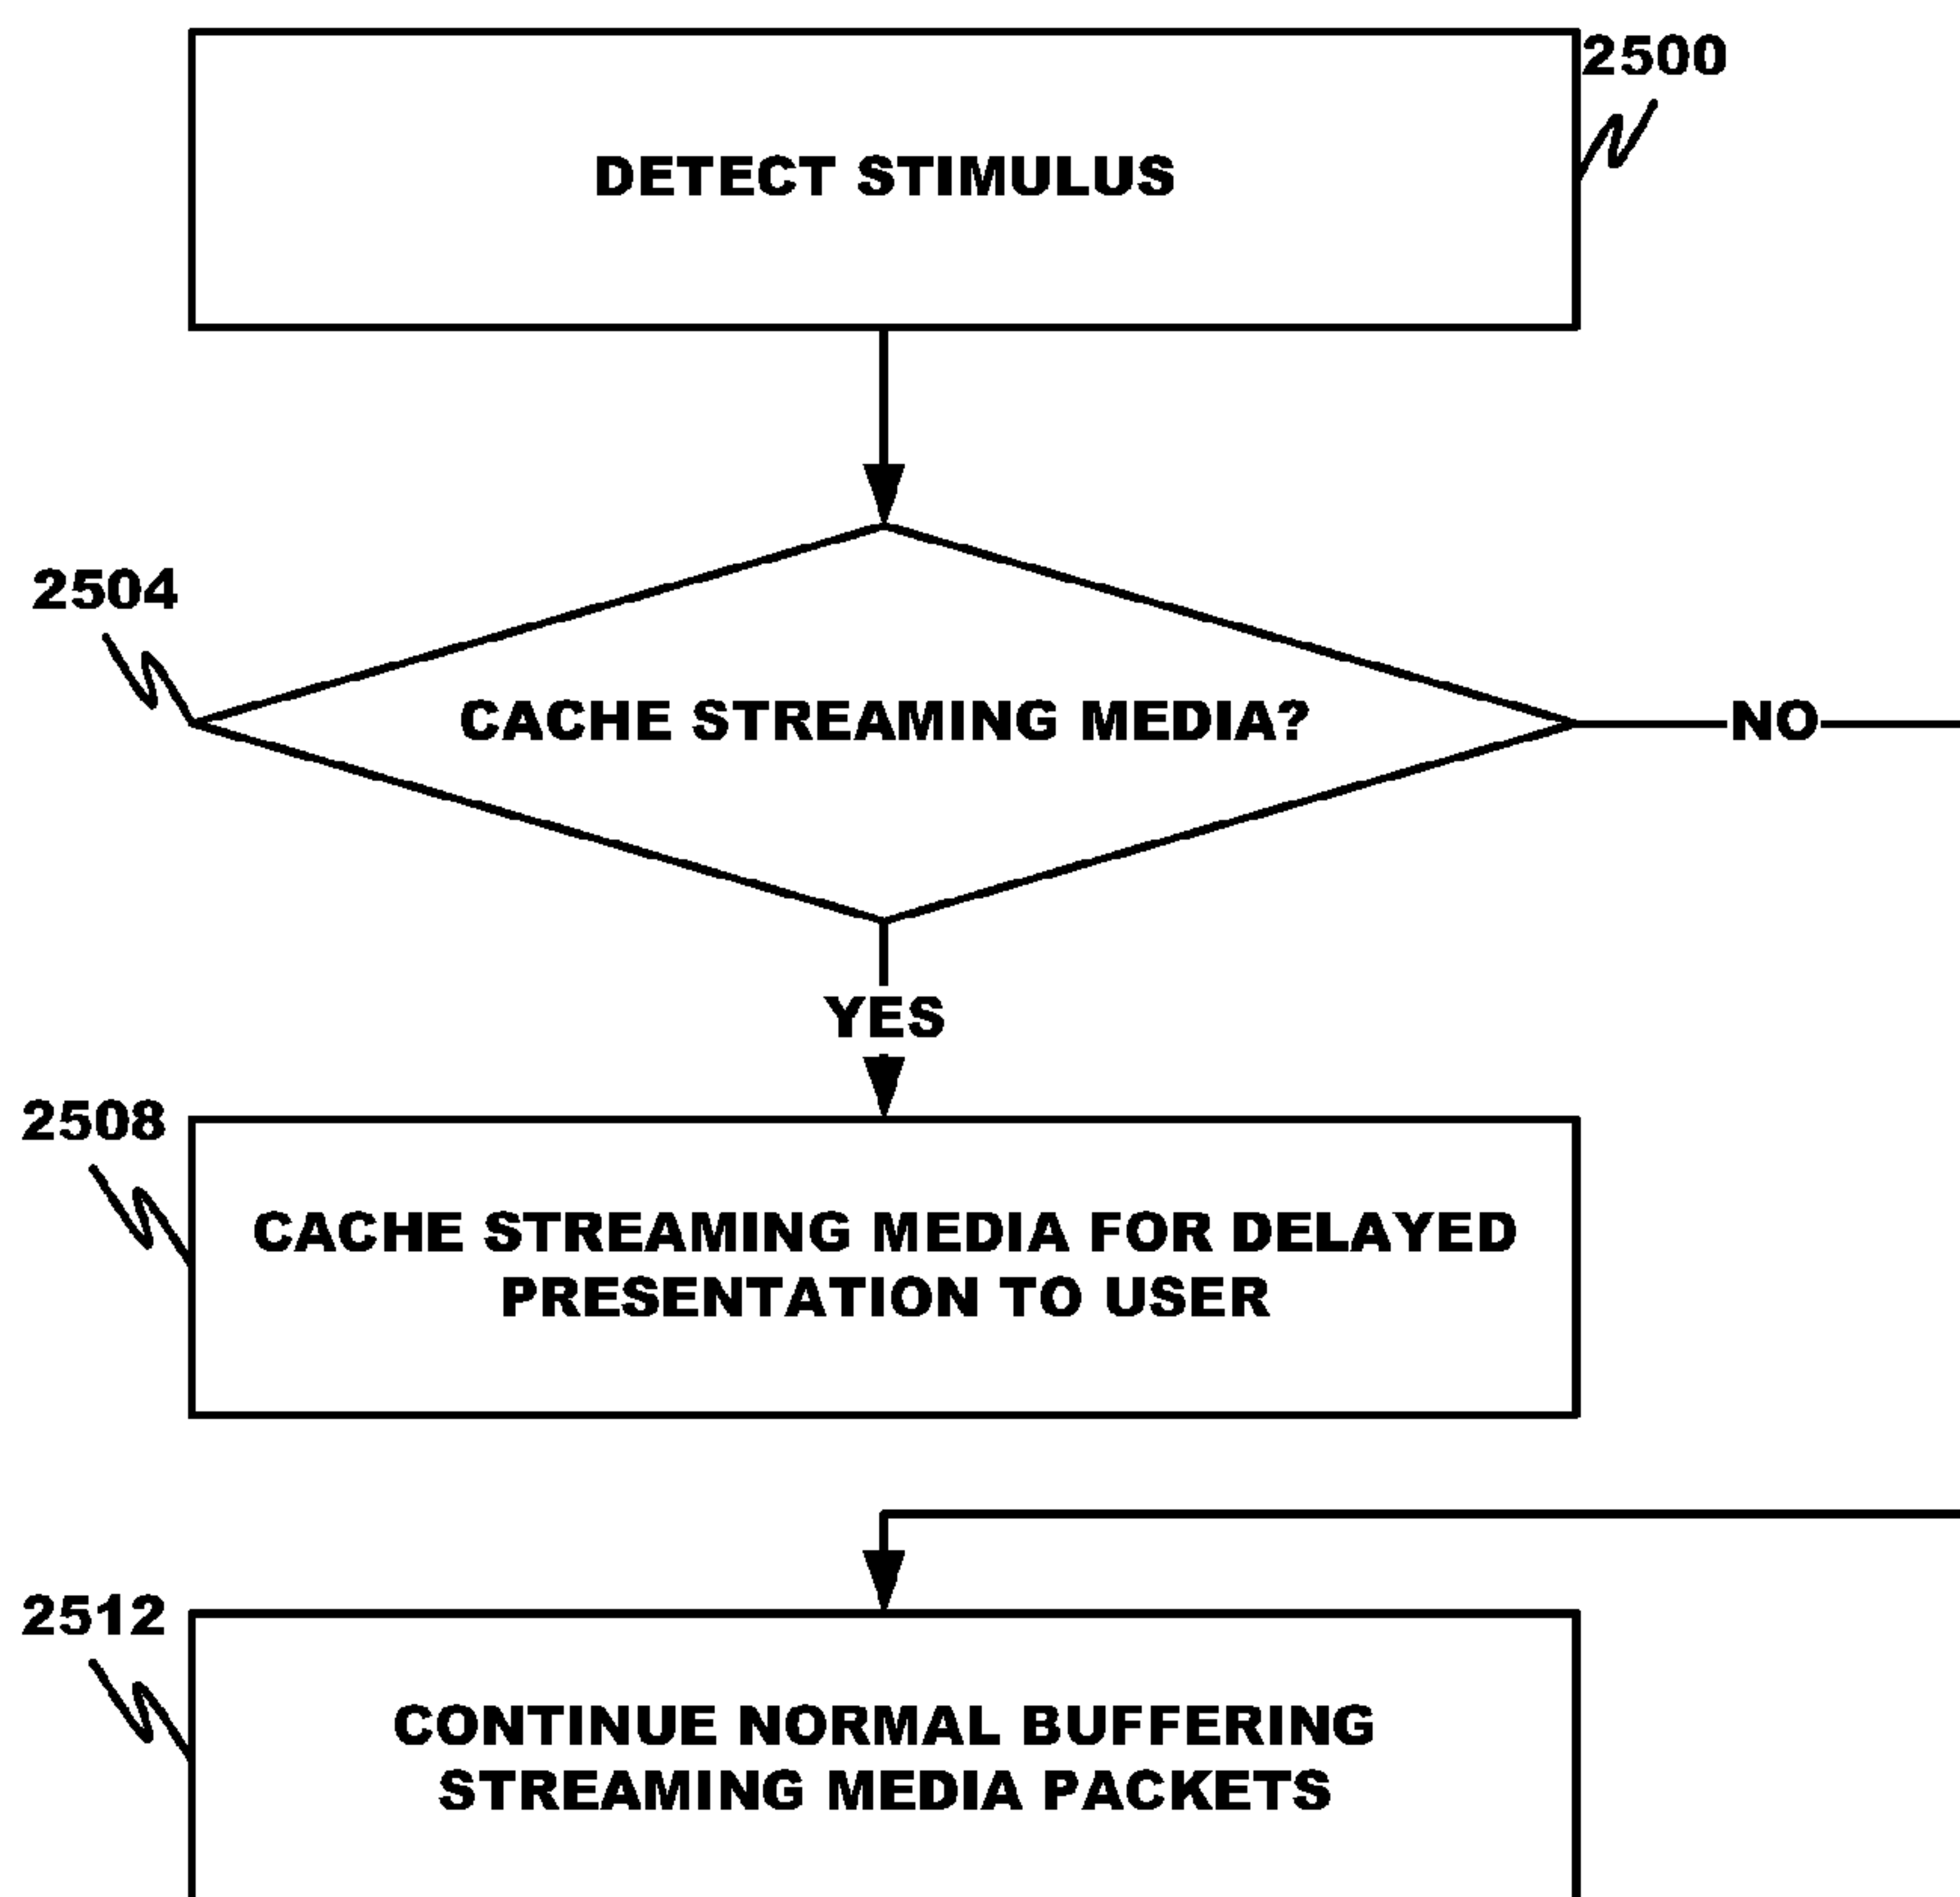 2500
DETECT STIMULUS
2504
CACHE STREAMING MEDIA?
NO
YES
2508
CACHE STREAMING MEDIA FOR DELAYED
PRESENTATION TO USER
2512
CONTINUE NORMAL BUFFERING
STREAMING MEDIA PACKETS